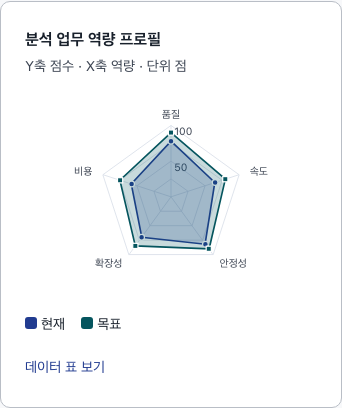 분석 업무 역량 프로필
Y축 점수 · X축 역량 · 단위 점
품질
100
비용
50
속도
확장성
안정성
현재
목표
데이터 표 보기